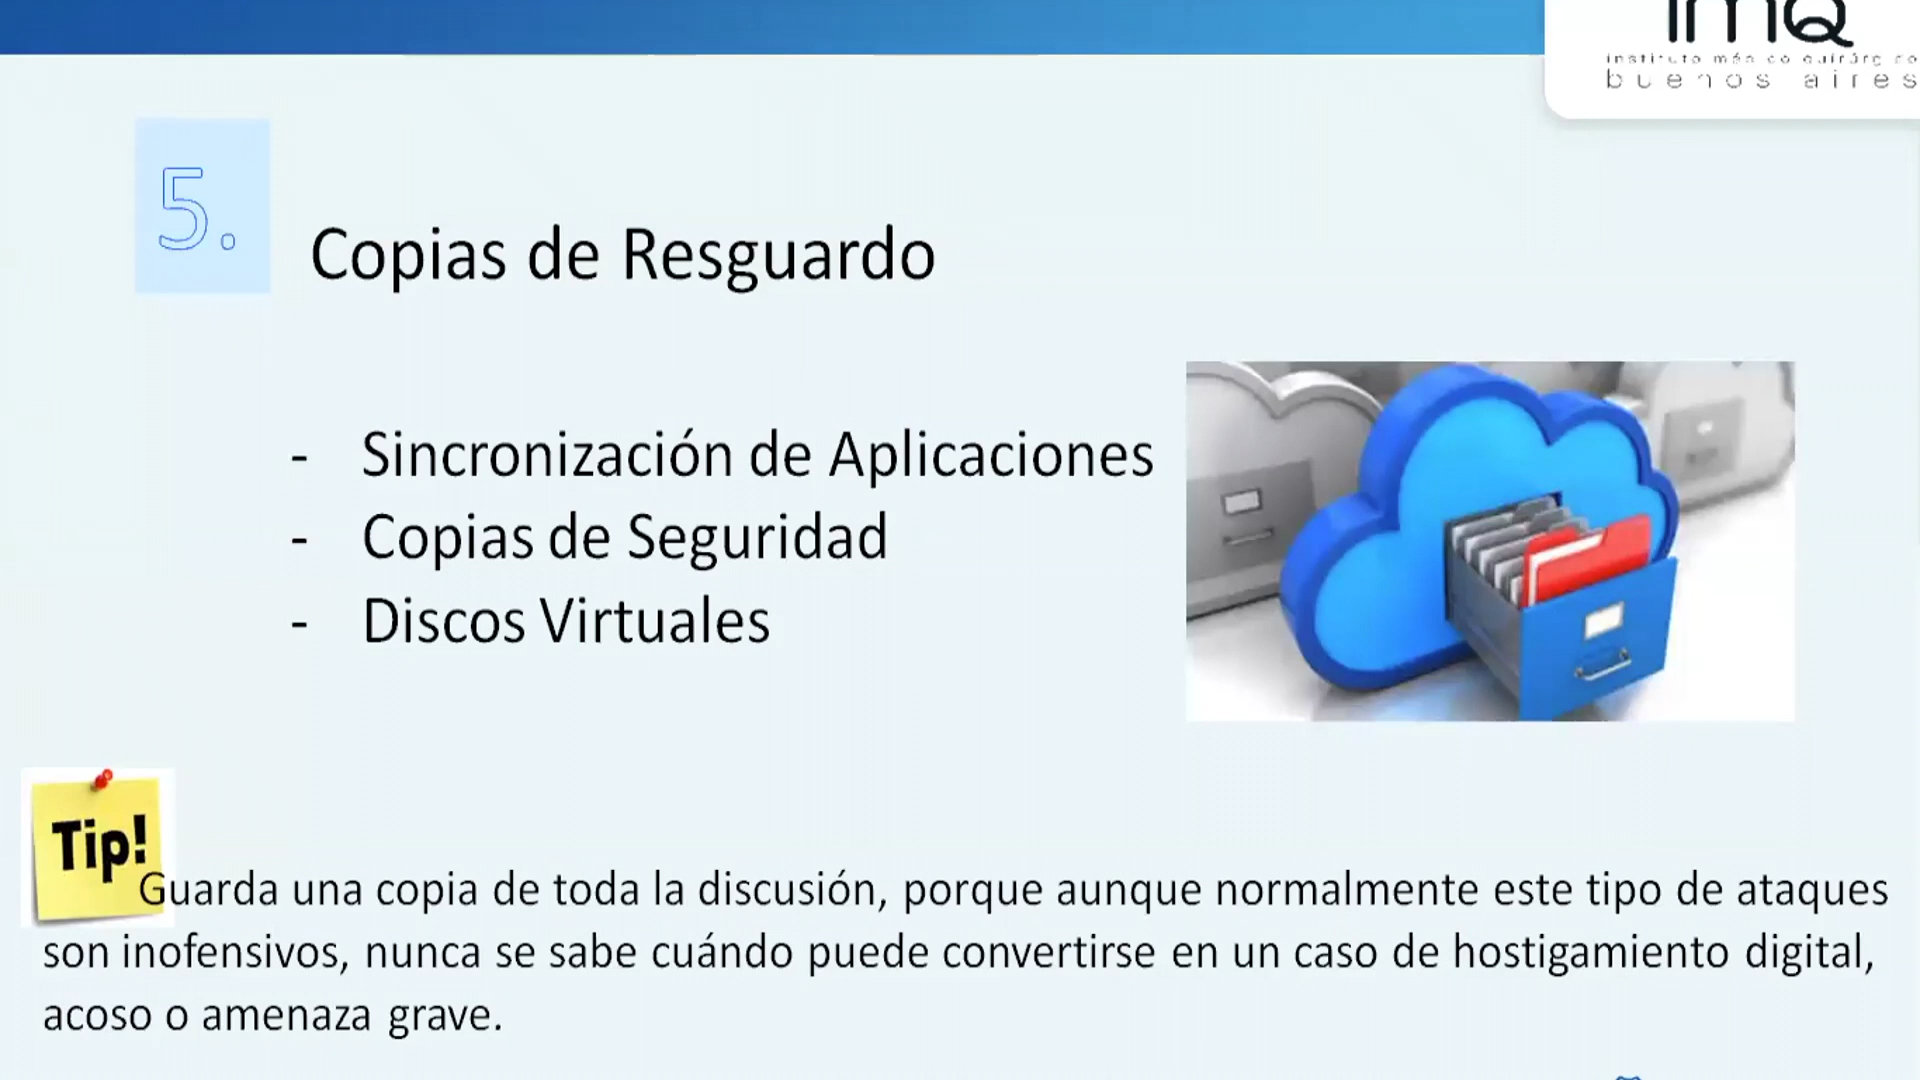 imQ
buenos aires
5.
Copias de Resguardo
- Sincronización de Aplicaciones
- Copias de Seguridad
- Discos Virtuales
Tip!
Guarda una copia de toda la discusión, porque aunque normalmente este tipo de ataques
son inofensivos, nunca se sabe cuándo puede convertirse en un caso de hostigamiento digital,
acoso o amenaza grave.